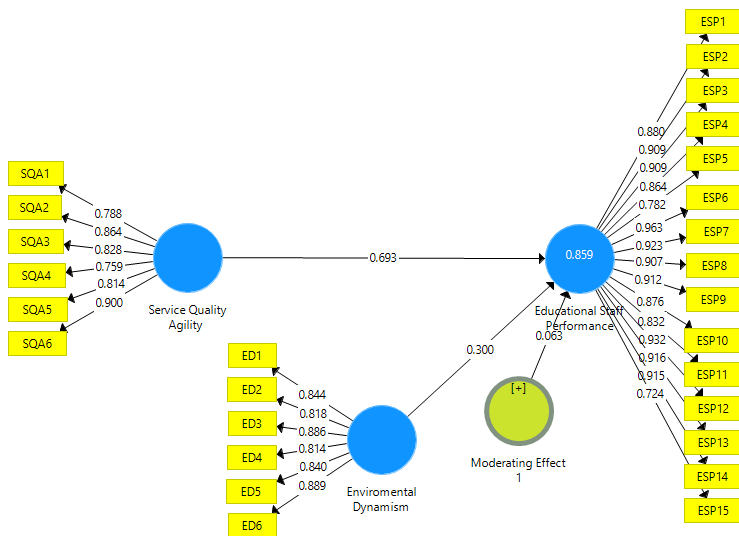 ESP1
ESP2
ESP3
ESP4
ESP5
ESP6
ESP7
ESP8
ESP9
ESP10
ESP11
ESP12
ESP13
ESP14
ESP15
0.880
0.909
0.909
0.864
0.782
0.963
0.923
0.907
0.912
0.876
0.832
0.932
0.916
0.915
0.724
SQA1
SQA2
SQA3
SQA4
SQA5
SQA6
0.788
0.864
0.828
0.759
0.814
0.900
Service Quality
Agility
0.693
0.859
Educational Staff
Performance
0.300
0.063
ED1
ED2
ED3
ED4
ED5
ED6
0.844
0.818
0.886
0.814
0.840
0.889
Enviromental
Dynamism
[+]
Moderating Effect
1